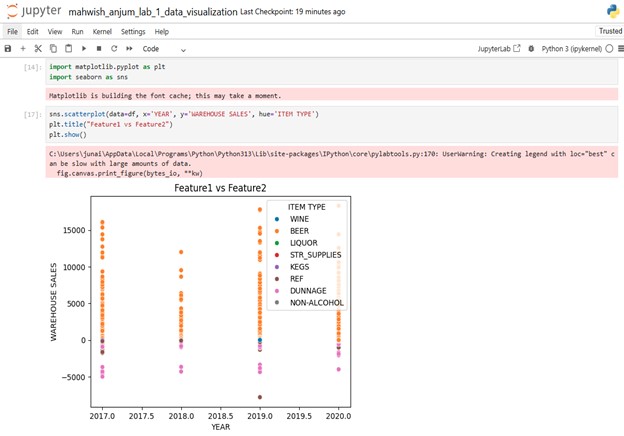 jupyter mahwish_anjum_lab_1_data_visualization Last Checkpoint: 19 minutes ago
File Edit View Run Kernel Settings Help Trusted
Code JupyterLab Python 3 (ipykernel)
[14]: import matplotlib.pyplot as plt
import seaborn as sns
Matplotlib is building the font cache; this may take a moment.
[17]: sns.scatterplot(data=df, x='YEAR', y='WAREHOUSE SALES', hue='ITEM TYPE')
plt.title("Feature1 vs Feature2")
plt.show()
C:\Users\junai\AppData\Local\Programs\Python\Python313\Lib\site-packages\IPython\core\pylabtools.py:170: UserWarning: Creating legend with loc="best" c
an be slow with large amounts of data.
fig.canvas.print_figure(bytes_io, **kw)
Feature1 vs Feature2
ITEM TYPE
WINE
BEER
LIQUOR
STR_SUPPLIES
KEGS
REF
DUNNAGE
NON-ALCOHOL
WAREHOUSE SALES
15000
10000
5000
0
−5000
2017.0 2017.5 2018.0 2018.5 2019.0 2019.5 2020.0
YEAR